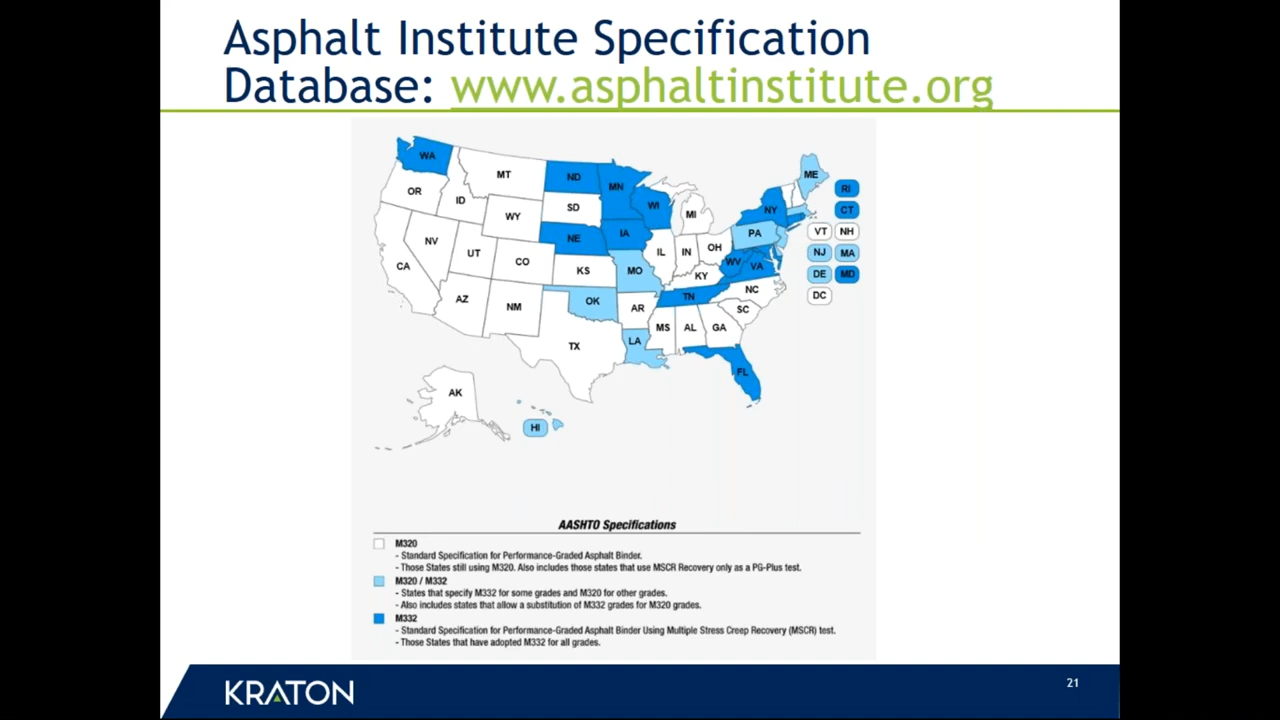 Asphalt Institute Specification
Database: www.asphaltinstitute.org
WA
MT
ND
MN
ME
RI
OR
ID
WY
SD
WI
MI
NY
CT
VT
NH
NV
UT
CO
NE
IA
IL
IN
OH
PA
NJ
MA
CA
KS
MO
KY
WV
VA
DE
MD
AZ
NM
OK
AR
TN
NC
SC
DC
TX
LA
MS
AL
GA
FL
AK
HI
AASHTO Specifications
M320
- Standard Specification for Performance-Graded Asphalt Binder.
- Those States still using M320. Also includes those states that use MSCR Recovery only as a PG-Plus test.
M320 / M332
- States that specify M332 for some grades and M320 for other grades.
- Also includes states that allow a substitution of M332 grades for M320 grades.
M332
- Standard Specification for Performance-Graded Asphalt Binder Using Multiple Stress Creep Recovery (MSCR) test.
- Those States that have adopted M332 for all grades.
KRATON
21